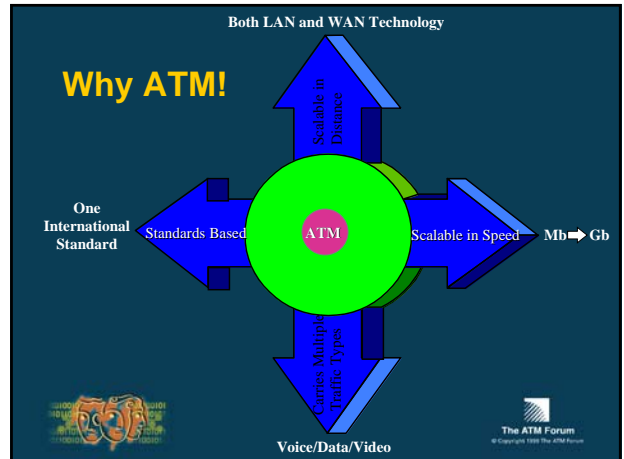 Both LAN and WAN Technology
Why ATM!
Scalable in
Distance
One
International
Standard
Standards Based
ATM
Scalable in Speed
Mb
Gb
Carries Multiple
Traffic Types
Voice/Data/Video
The ATM Forum